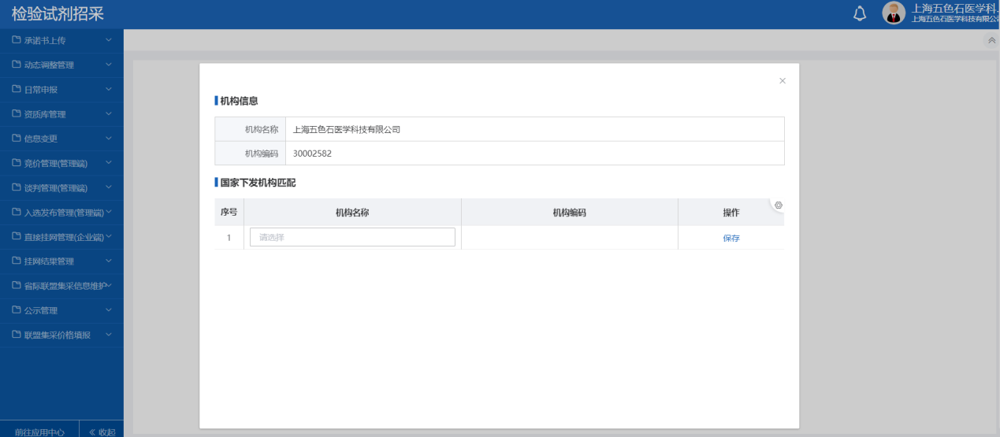 检验试剂招采
上海五色石医学科...
上海五色石医学科技有限公
承诺书上传
动态调整管理
日常申报
资质库管理
信息变更
竞价管理(管理端)
谈判管理(管理端)
入选发布管理(管理端)
直接挂网管理(企业端)
挂网结果管理
省际联盟集采信息维护
公示管理
联盟集采价格填报
前往应用中心
收起
机构信息
机构名称 上海五色石医学科技有限公司
机构编码 30002582
国家下发机构匹配
序号 机构名称 机构编码 操作
1 请选择 保存